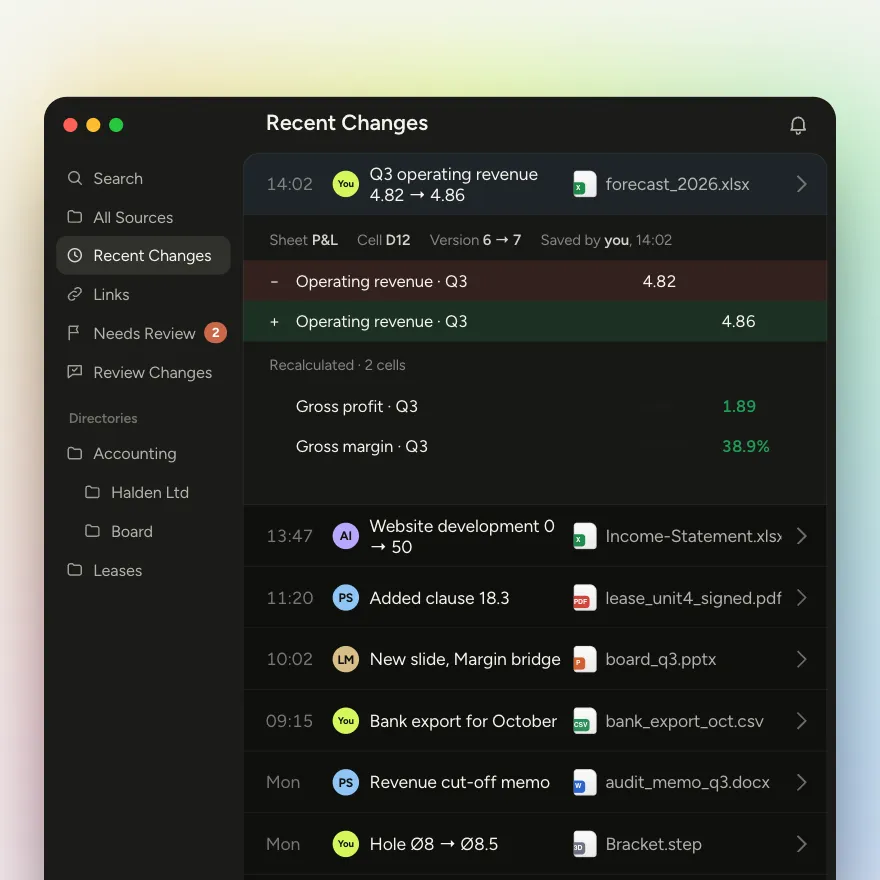 Recent Changes
Search
All Sources
Recent Changes
Links
Needs Review 2
Review Changes
Directories
Accounting
Halden Ltd
Board
Leases
14:02 You Q3 operating revenue
4.82 → 4.86 X forecast_2026.xlsx
Sheet P&L Cell D12 Version 6 → 7 Saved by you, 14:02
− Operating revenue · Q3 4.82
+ Operating revenue · Q3 4.86
Recalculated · 2 cells
Gross profit · Q3 1.89
Gross margin · Q3 38.9%
13:47 AI Website development 0
→ 50 X Income-Statement.xlsx
11:20 PS Added clause 18.3 PDF lease_unit4_signed.pdf
10:02 LM New slide, Margin bridge P board_q3.pptx
09:15 You Bank export for October CSV bank_export_oct.csv
Mon PS Revenue cut-off memo W audit_memo_q3.docx
Mon You Hole Ø8 → Ø8.5 3D Bracket.step